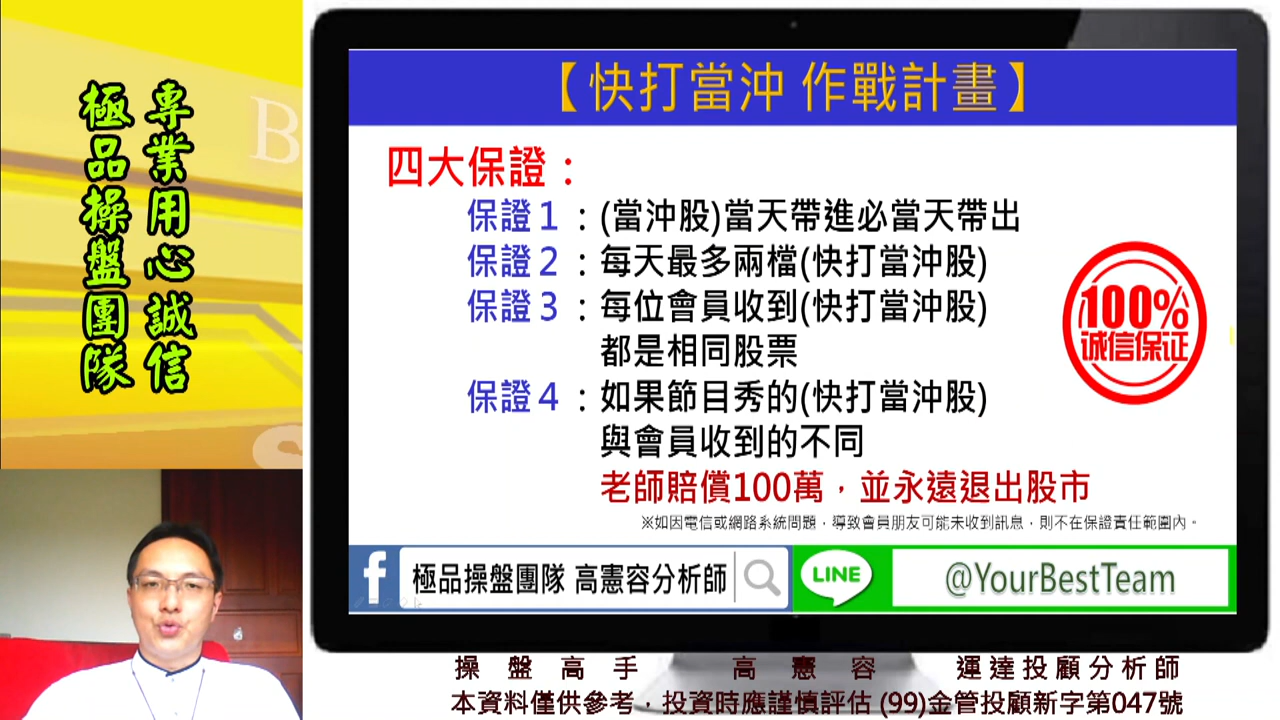 專業用心誠信
極品操盤團隊
B
S
【快打當沖 作戰計畫】
四大保證：
保證1：(當沖股)當天帶進必當天帶出
保證2：每天最多兩檔(快打當沖股)
保證3：每位會員收到(快打當沖股)
都是相同股票
保證4：如果節目秀的(快打當沖股)
與會員收到的不同
老師賠償100萬，並永遠退出股市
※如因電信或網路系統問題，導致會員朋友可能未收到訊息，則不在保證責任範圍內。
100%
诚信保证
f 極品操盤團隊 高憲容分析師
LINE @YourBestTeam
操盤高手 高憲容 運達投顧分析師
本資料僅供參考，投資時應謹慎評估 (99)金管投顧新字第047號